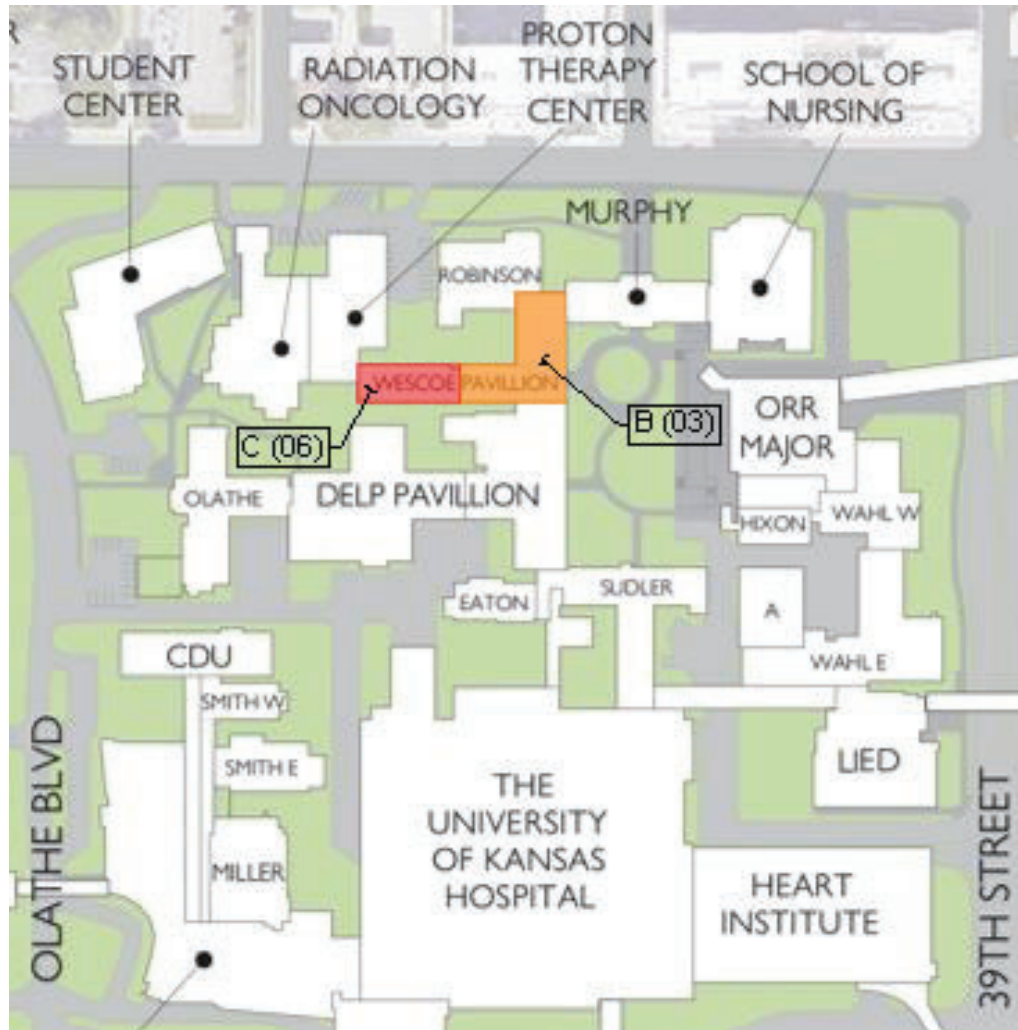 R
STUDENT
CENTER
RADIATION
ONCOLOGY
PROTON
THERAPY
CENTER
SCHOOL OF
NURSING
MURPHY
ROBINSON
WESCOE PAVILLION
C (06)
B (03)
ORR
MAJOR
OLATHE
DELP PAVILLION
HIXON
WAHL W
EATON
SUDLER
A
CDU
WAHL E
SMITH W
SMITH E
MILLER
THE
UNIVERSITY
OF KANSAS
HOSPITAL
LIED
HEART
INSTITUTE
OLATHE BLVD
39TH STREET